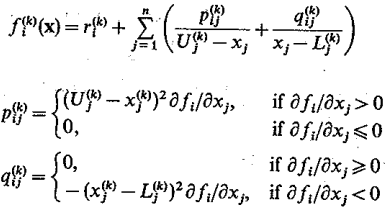 f_i^{(k)}(x) = r_i^{(k)} + \sum_{j=1}^{n} \left( \frac{p_{ij}^{(k)}}{U_j^{(k)} - x_j} + \frac{q_{ij}^{(k)}}{x_j - L_j^{(k)}} \right)
p_{ij}^{(k)} = \begin{cases} (U_j^{(k)} - x_j^{(k)})^2 \partial f_i / \partial x_j, & \text{if } \partial f_i / \partial x_j > 0 \\ 0, & \text{if } \partial f_i / \partial x_j \leqslant 0 \end{cases}
q_{ij}^{(k)} = \begin{cases} 0, & \text{if } \partial f_i / \partial x_j \geqslant 0 \\ -(x_j^{(k)} - L_j^{(k)})^2 \partial f_i / \partial x_j, & \text{if } \partial f_i / \partial x_j < 0 \end{cases}